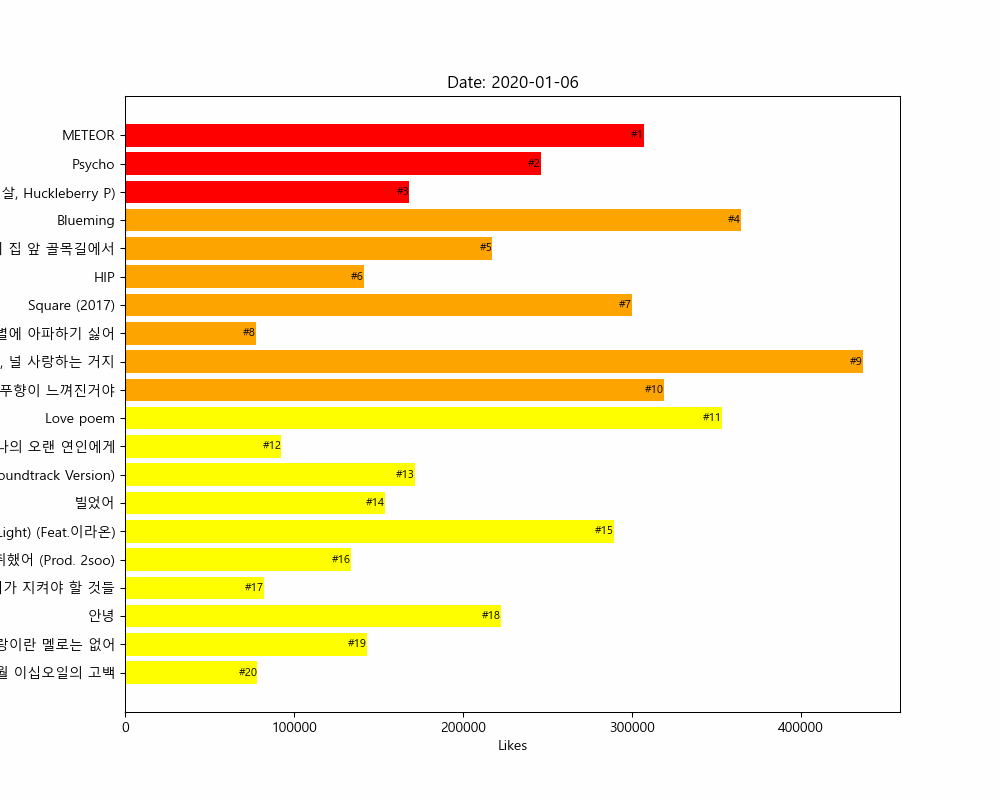 Date: 2020-01-06
METEOR #1
Psycho #2
살, Huckleberry P) #3
Blueming #4
집 앞 골목길에서 #5
HIP #6
Square (2017) #7
별에 아파하기 싫어 #8
, 널 사랑하는 거지 #9
푸향이 느껴진거야 #10
Love poem #11
나의 오랜 연인에게 #12
oundtrack Version) #13
빌었어 #14
Light) (Feat.이라온) #15
취했어 (Prod. 2soo) #16
가 지켜야 할 것들 #17
안녕 #18
랑이란 멜로는 없어 #19
월 이십오일의 고백 #20
0 100000 200000 300000 400000
Likes